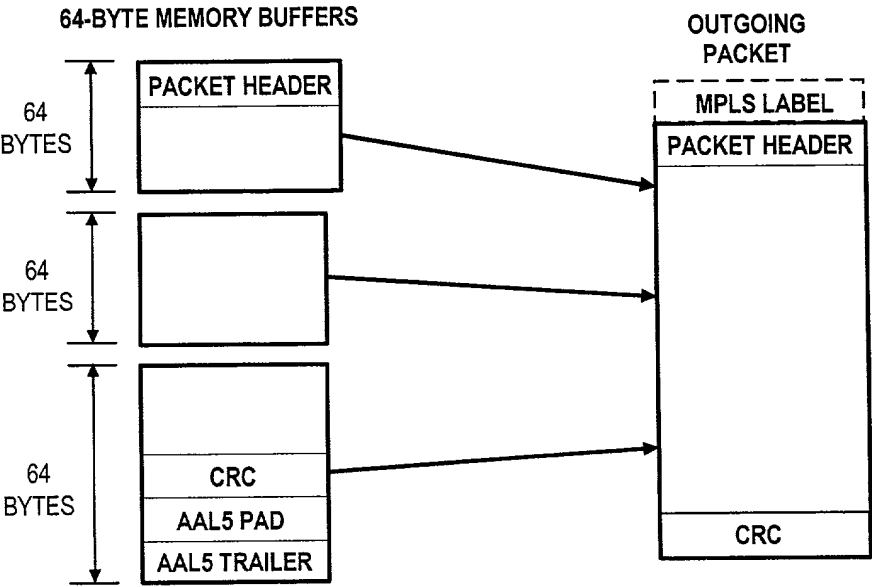 64-BYTE MEMORY BUFFERS
64
BYTES
PACKET HEADER
64
BYTES
64
BYTES
CRC
AAL5 PAD
AAL5 TRAILER
OUTGOING
PACKET
MPLS LABEL
PACKET HEADER
CRC